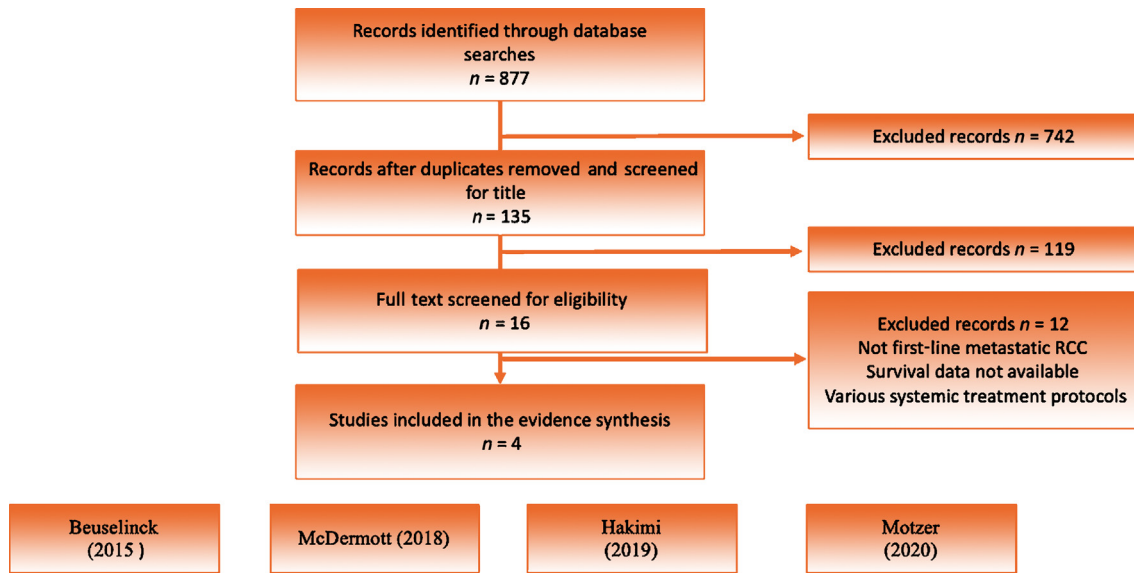 Records identified through database
searches
n = 877
Excluded records n = 742
Records after duplicates removed and screened
for title
n = 135
Excluded records n = 119
Full text screened for eligibility
n = 16
Excluded records n = 12
Not first-line metastatic RCC
Survival data not available
Various systemic treatment protocols
Studies included in the evidence synthesis
n = 4
Beuselinck
(2015 )
McDermott (2018)
Hakimi
(2019)
Motzer
(2020)